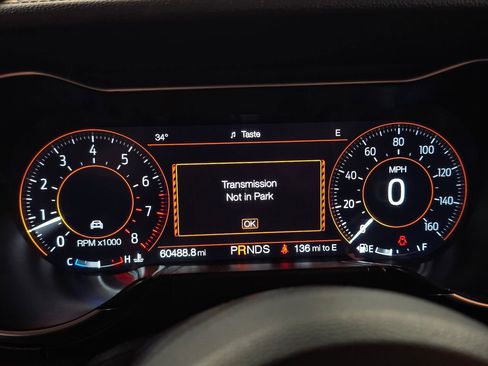 34° ♫ Taste E
Transmission
Not in Park
OK
0 1 2 3 4 5 6 7 8
RPM x1000
C H
60488.8 mi PRNDS 136 mi to E
0 20 40 60 80 100 120 140 160
MPH
0
E F